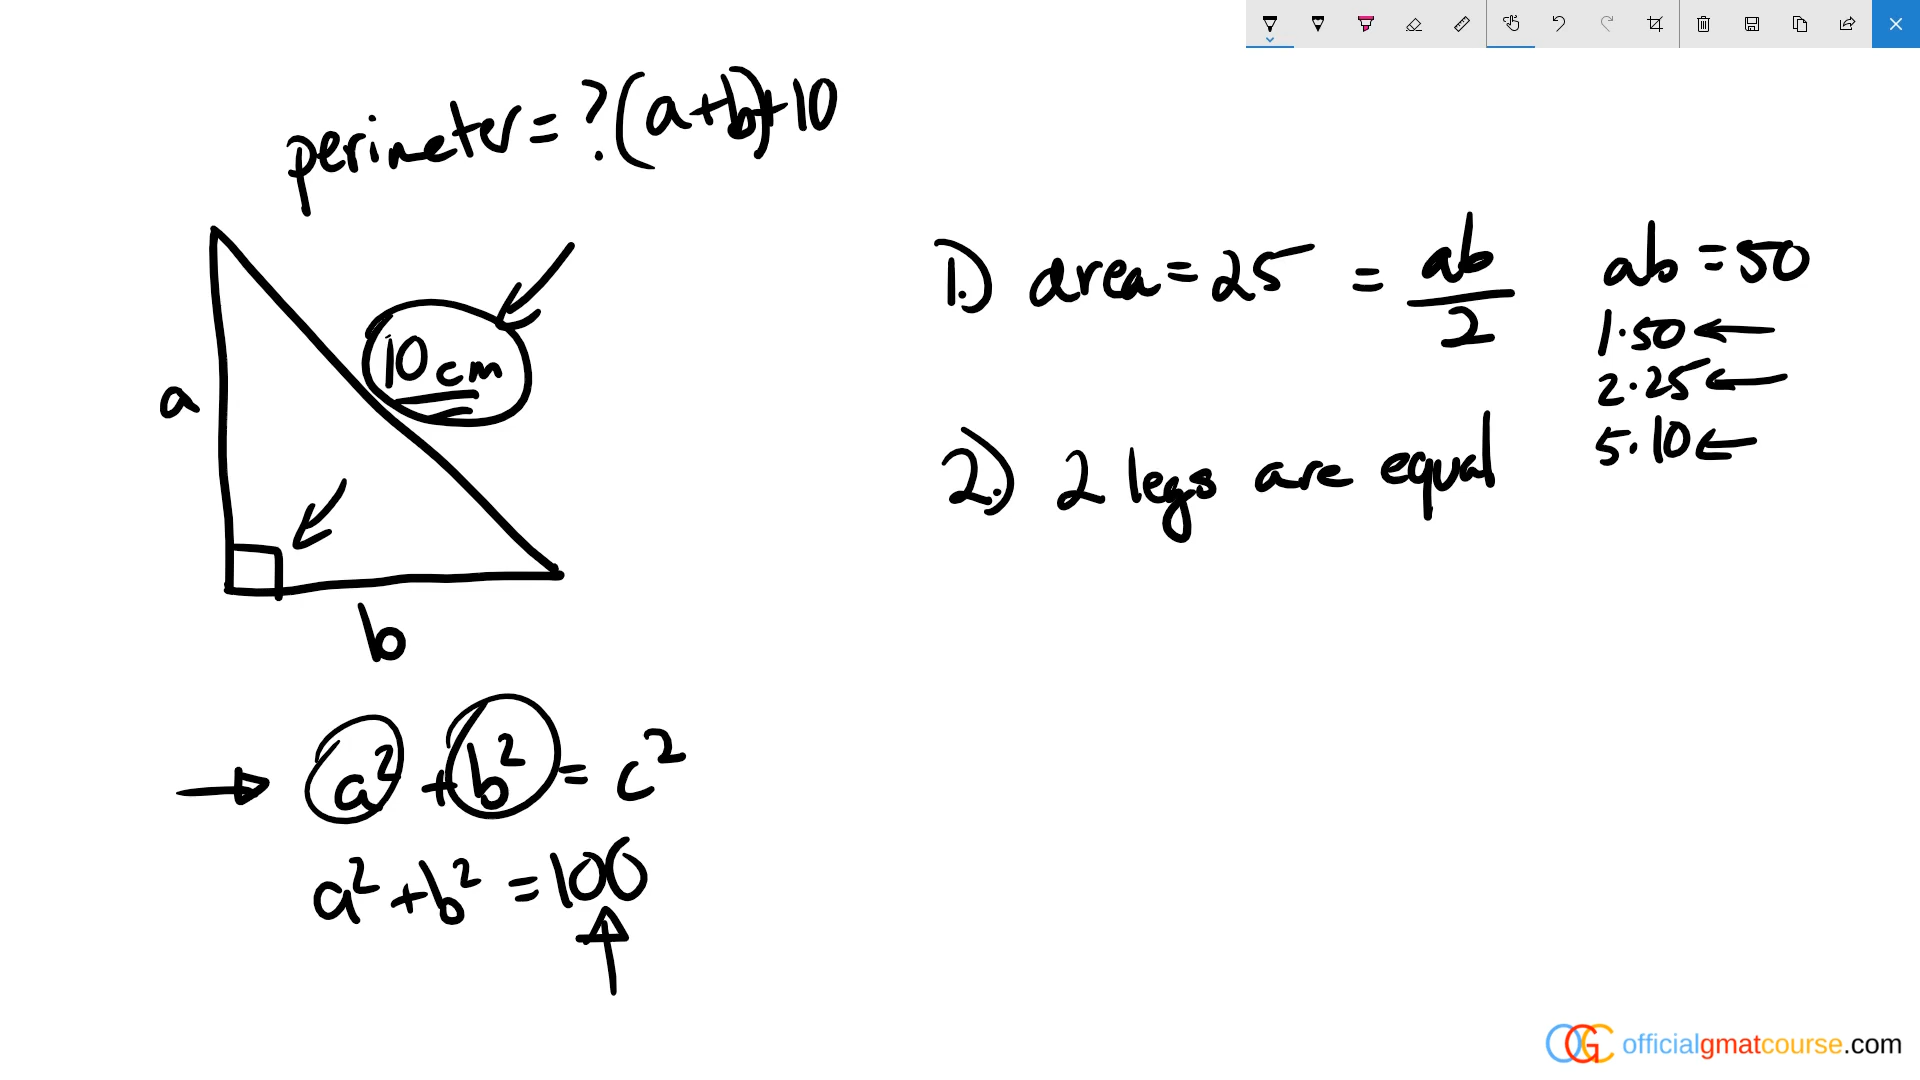 perimeter = ? (a+b)+10
1.) area = 25 = ab/2
ab = 50
1·50
2·25
5·10
10 cm
a
2.) 2 legs are equal
b
a² + b² = c²
a² + b² = 100
OGC officialgmatcourse.com